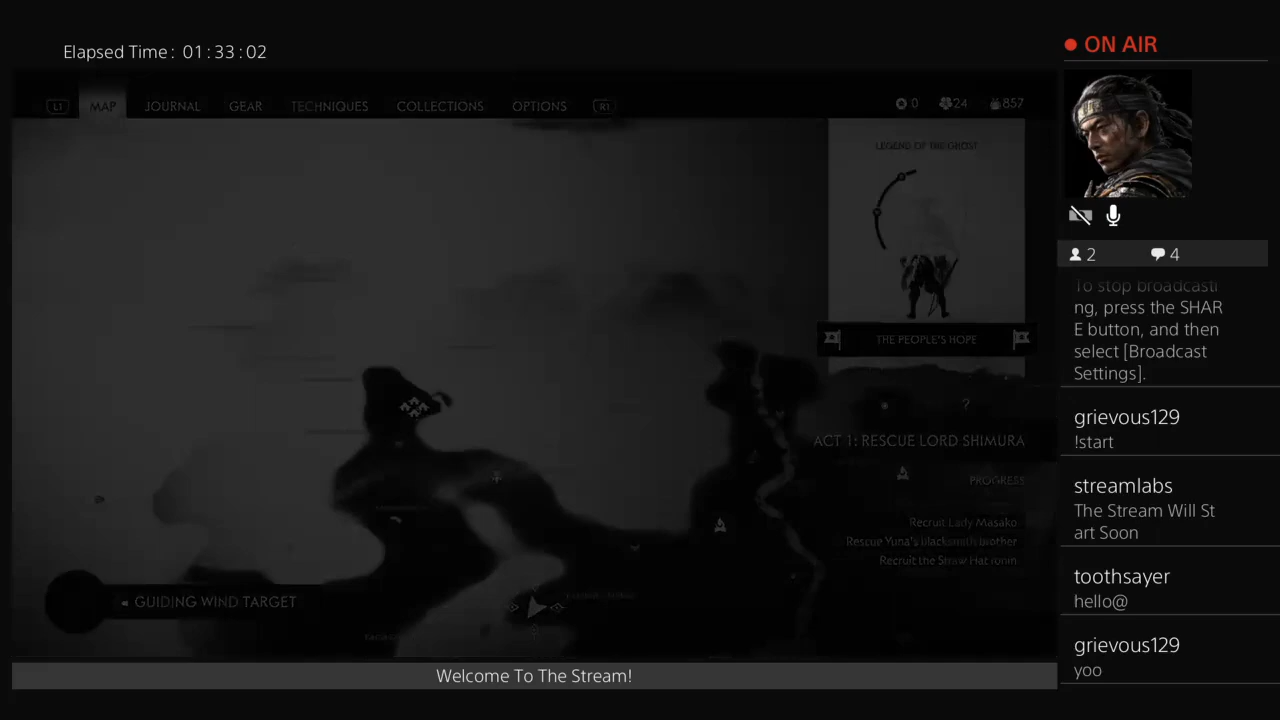 Elapsed Time: 01:33:02
ON AIR
L1 MAP JOURNAL GEAR TECHNIQUES COLLECTIONS OPTIONS R1
0 24 857
LEGEND OF THE GHOST
THE PEOPLE'S HOPE
?
ACT 1: RESCUE LORD SHIMURA
PROGRESS
Recruit Lady Masako
Rescue Yuna's blacksmith brother
Recruit the Straw Hat ronin
GUIDING WIND TARGET
Welcome To The Stream!
2 4
To stop broadcasti
ng, press the SHAR
E button, and then
select [Broadcast
Settings].
grievous129
!start
streamlabs
The Stream Will St
art Soon
toothsayer
hello@
grievous129
yoo